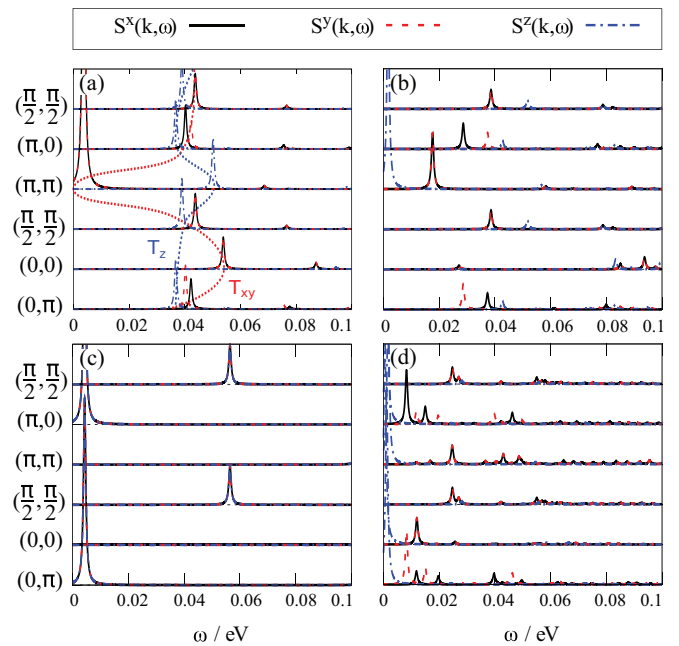 Sˣ(k,ω) Sʸ(k,ω) Sᶻ(k,ω)
(a) (b)
(π/2,π/2)
(π,0)
(π,π)
(π/2,π/2)
(0,0)
(0,π)
T_z
T_xy
0 0.02 0.04 0.06 0.08 0.1 0 0.02 0.04 0.06 0.08 0.1
(c) (d)
(π/2,π/2)
(π,0)
(π,π)
(π/2,π/2)
(0,0)
(0,π)
0 0.02 0.04 0.06 0.08 0.1 0 0.02 0.04 0.06 0.08 0.1
ω / eV ω / eV